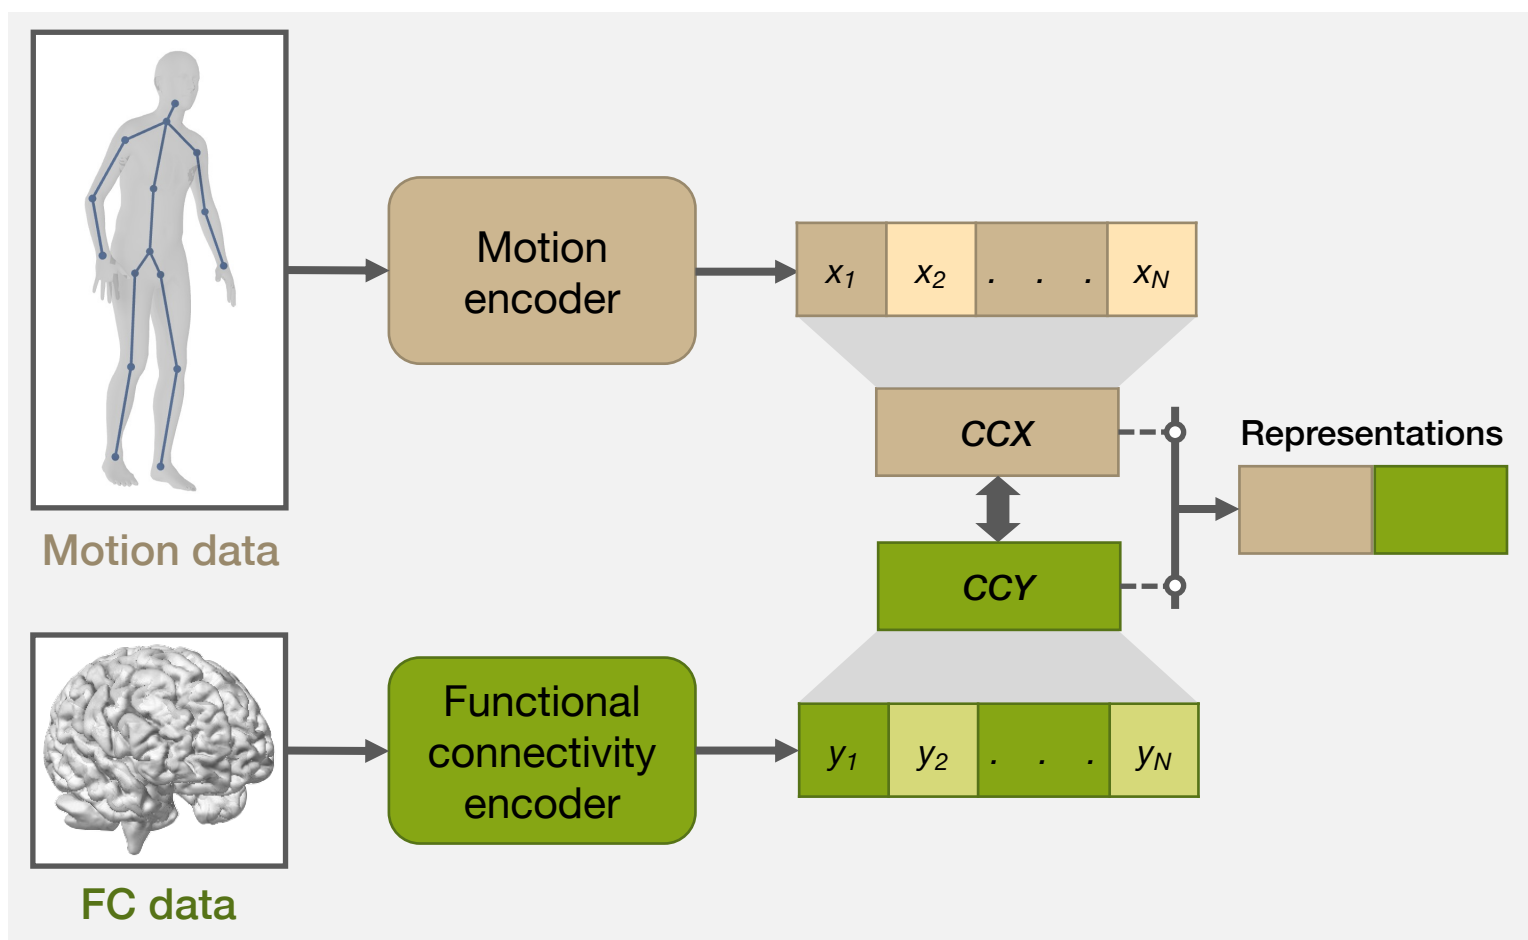 Motion data
Motion
encoder
x1 x2 . . . xN
CCX
Representations
CCY
Functional
connectivity
encoder
y1 y2 . . . yN
FC data